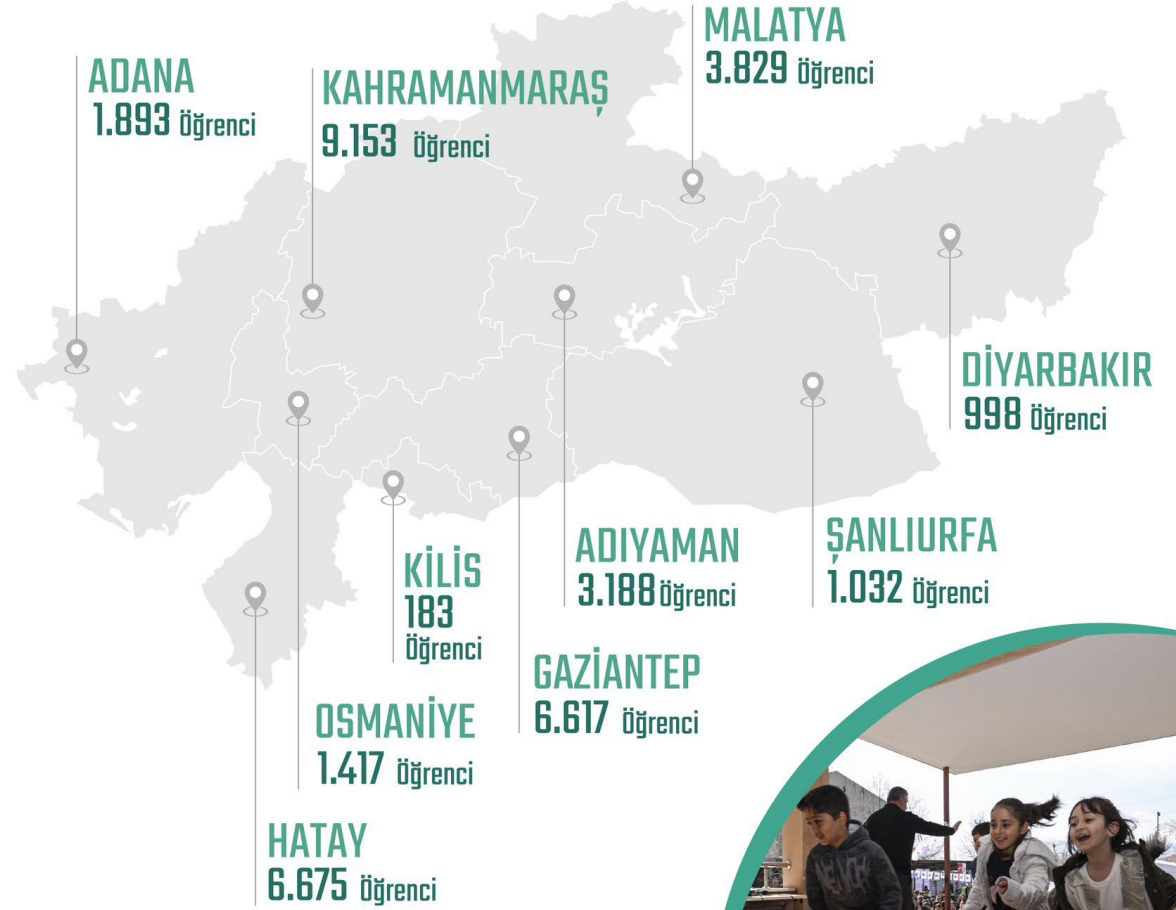 MALATYA
3.829 Öğrenci
ADANA
1.893 Öğrenci
KAHRAMANMARAŞ
9.153 Öğrenci
DİYARBAKIR
998 Öğrenci
ŞANLIURFA
1.032 Öğrenci
ADIYAMAN
3.188 Öğrenci
KİLİS
183
Öğrenci
GAZİANTEP
6.617 Öğrenci
OSMANİYE
1.417 Öğrenci
HATAY
6.675 Öğrenci